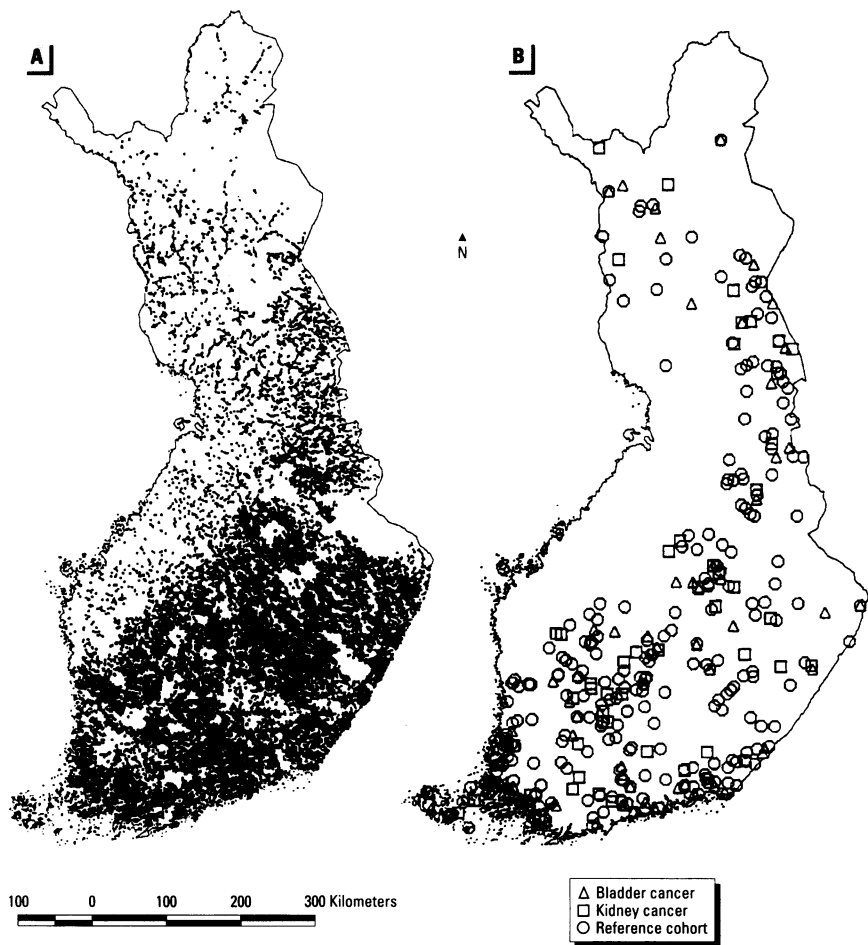 A
B
N
100 0 100 200 300 Kilometers
Bladder cancer
Kidney cancer
Reference cohort